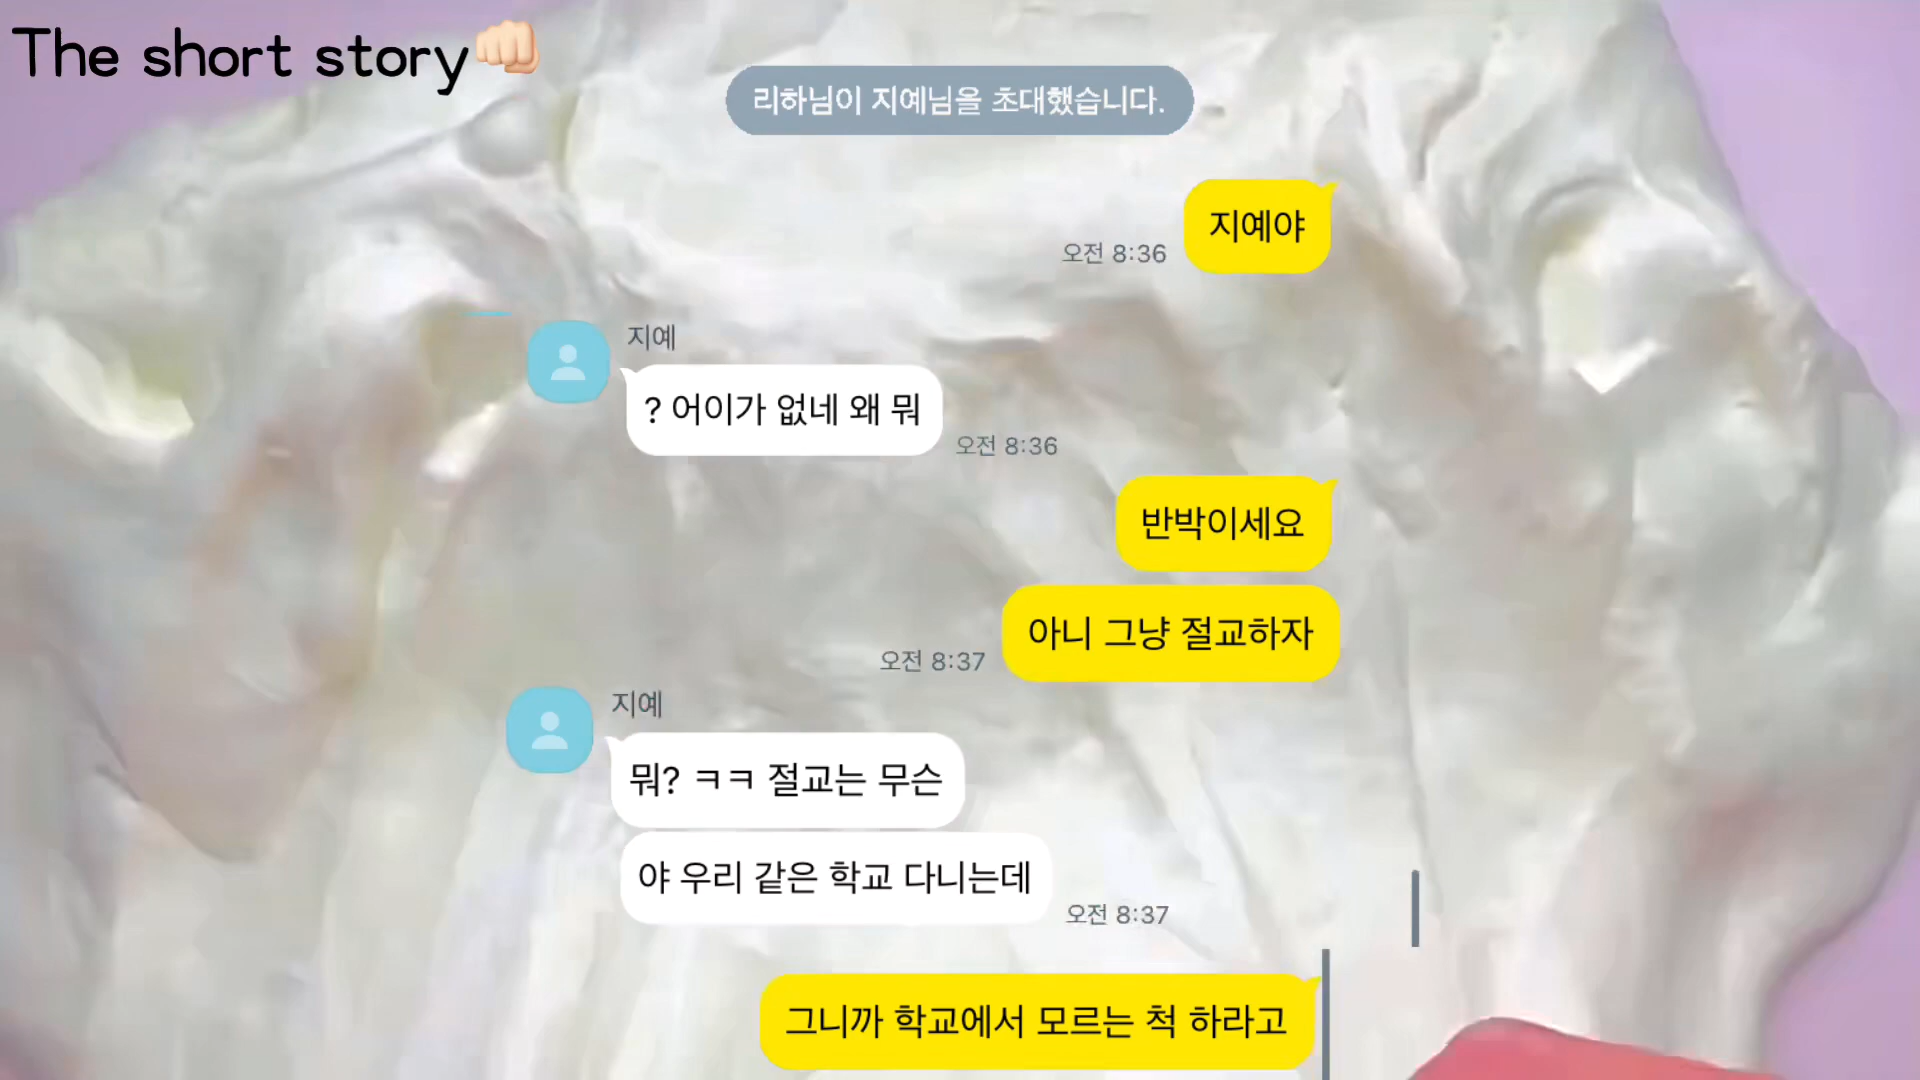 The short story👊🏻
리하님이 지예님을 초대했습니다.
지예야
오전 8:36
지예
? 어이가 없네 왜 뭐
오전 8:36
반박이세요
아니 그냥 절교하자
오전 8:37
지예
뭐? ㅋㅋ 절교는 무슨
야 우리 같은 학교 다니는데
오전 8:37
그니까 학교에서 모르는 척 하라고